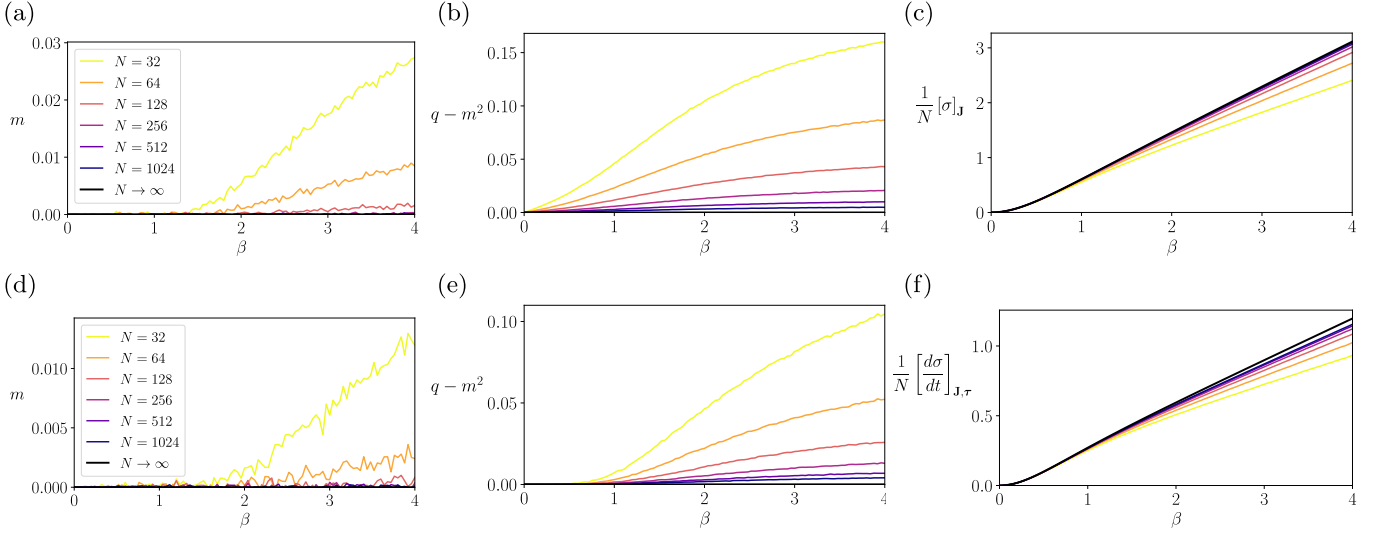 (a)
m
0.03
0.02
0.01
0.00
N = 32
N = 64
N = 128
N = 256
N = 512
N = 1024
N → ∞
0 1 2 3 4
β
(b)
q − m²
0.15
0.10
0.05
0.00
0 1 2 3 4
β
(c)
1/N [σ]_J
3
2
1
0
0 1 2 3 4
β
(d)
m
0.010
0.005
0.000
N = 32
N = 64
N = 128
N = 256
N = 512
N = 1024
N → ∞
0 1 2 3 4
β
(e)
q − m²
0.10
0.05
0.00
0 1 2 3 4
β
(f)
1/N [dσ/dt]_J,τ
1.0
0.5
0.0
0 1 2 3 4
β